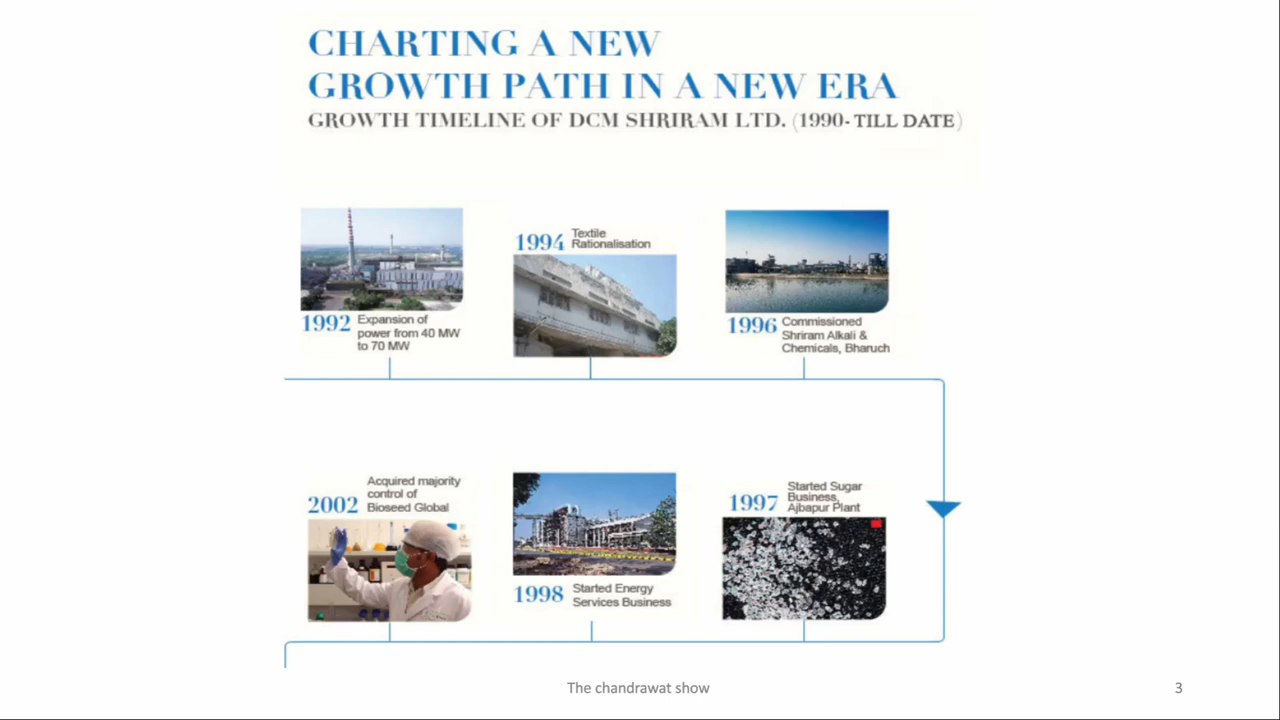 CHARTING A NEW
GROWTH PATH IN A NEW ERA
GROWTH TIMELINE OF DCM SHRIRAM LTD. (1990- TILL DATE)
1992 Expansion of
power from 40 MW
to 70 MW
1994 Textile
Rationalisation
1996 Commissioned
Shriram Alkali &
Chemicals, Bharuch
2002 Acquired majority
control of
Bioseed Global
1998 Started Energy
Services Business
1997 Started Sugar
Business,
Ajbapur Plant
The chandrawat show
3